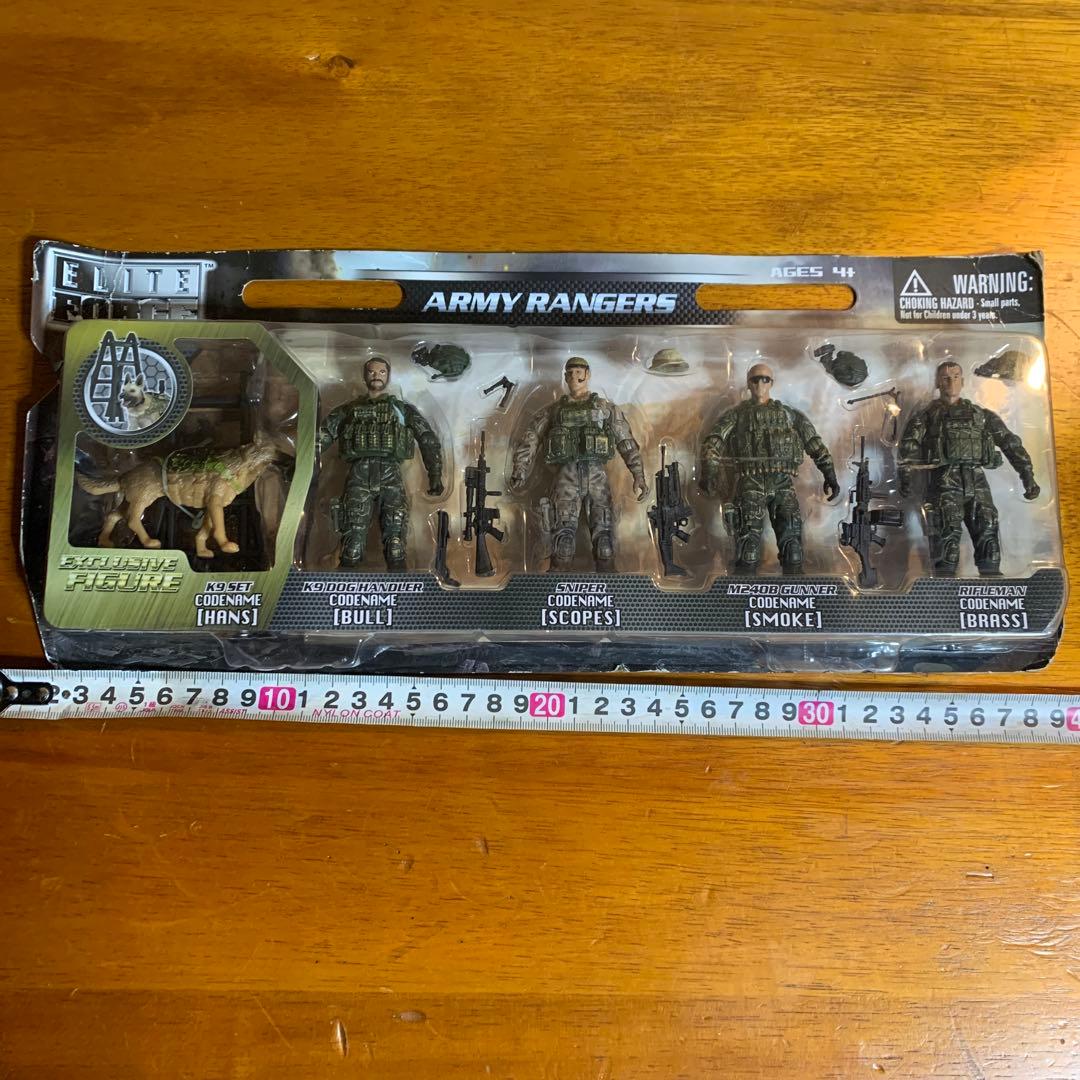 ELITE™
FORCE
ARMY RANGERS
AGES 4+
WARNING:
CHOKING HAZARD - Small parts.
Not for Children under 3 years.
EXCLUSIVE
FIGURE
K9 SET
CODENAME
[HANS]
K9 DOG HANDLER
CODENAME
[BULL]
SNIPER
CODENAME
[SCOPES]
M240B GUNNER
CODENAME
[SMOKE]
RIFLEMAN
CODENAME
[BRASS]
2 3 4 5 6 7 8 9 10 1 2 3 4 5 6 7 8 9 20 1 2 3 4 5 6 7 8 9 30 1 2 3 4 5 6 7 8 9
NYLON COAT